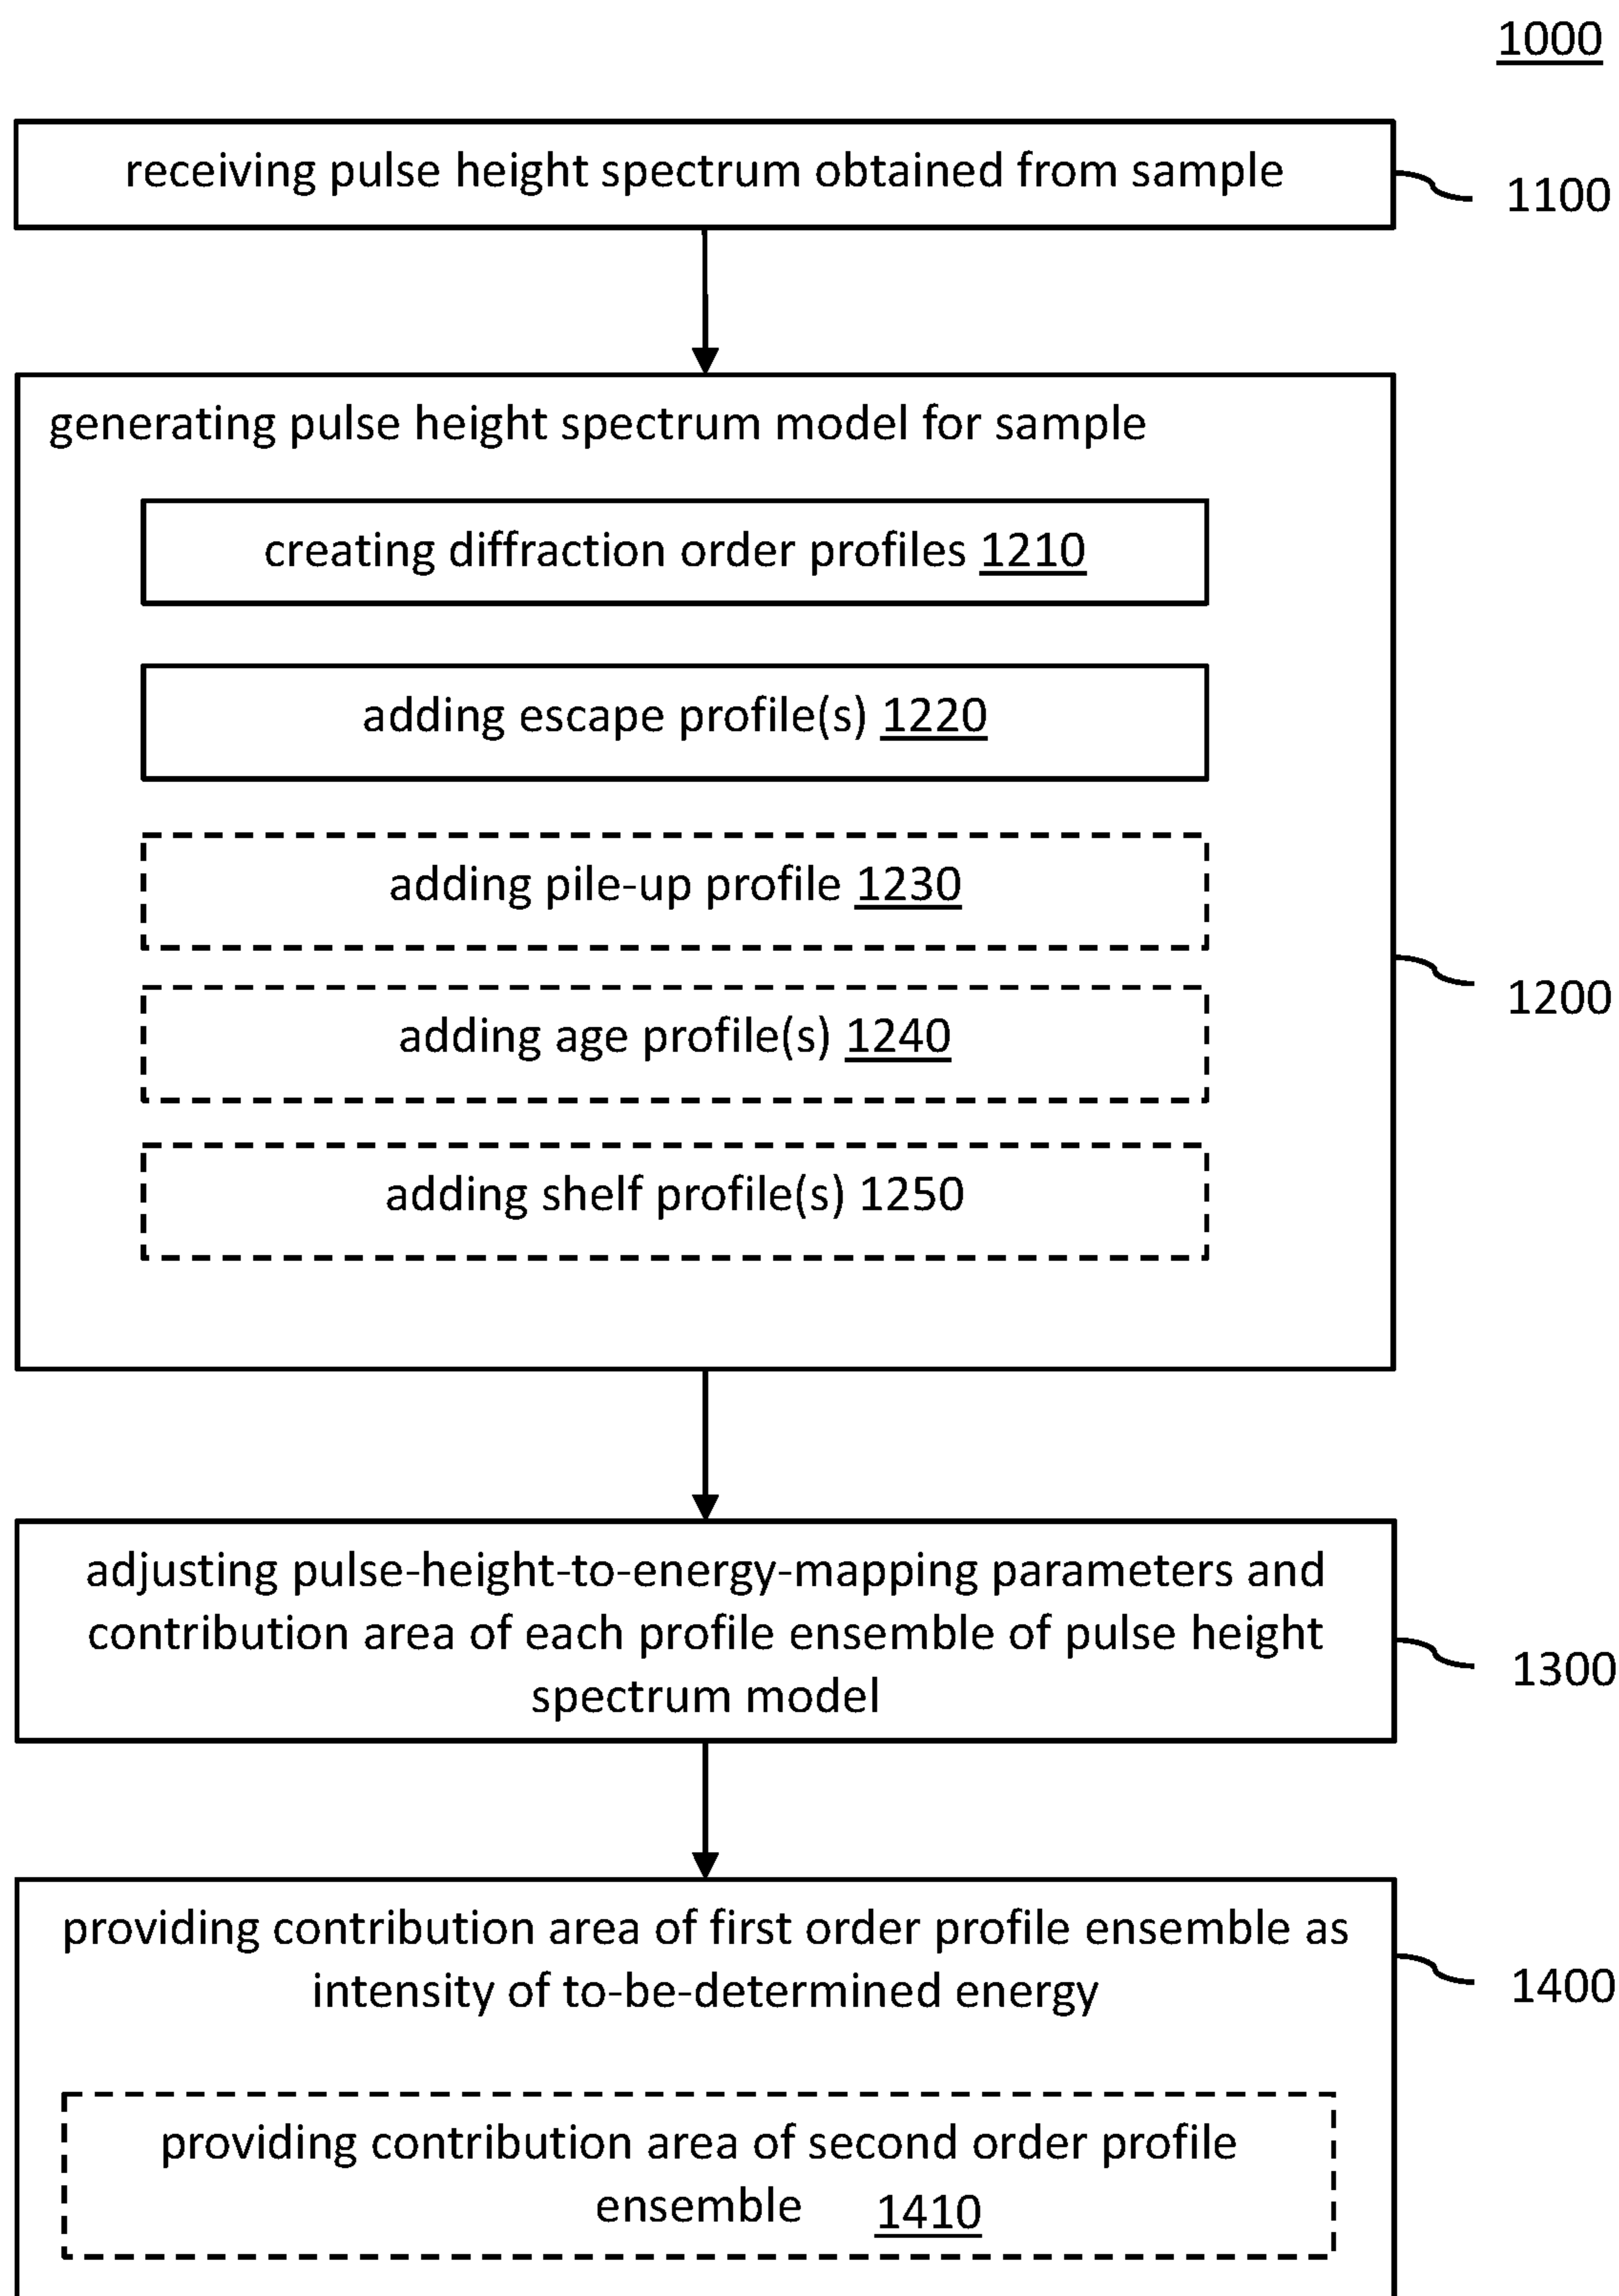 1000
receiving pulse height spectrum obtained from sample
1100
generating pulse height spectrum model for sample
creating diffraction order profiles 1210
adding escape profile(s) 1220
adding pile-up profile 1230
adding age profile(s) 1240
adding shelf profile(s) 1250
1200
adjusting pulse-height-to-energy-mapping parameters and
contribution area of each profile ensemble of pulse height
spectrum model
1300
providing contribution area of first order profile ensemble as
intensity of to-be-determined energy
1400
providing contribution area of second order profile
ensemble 1410